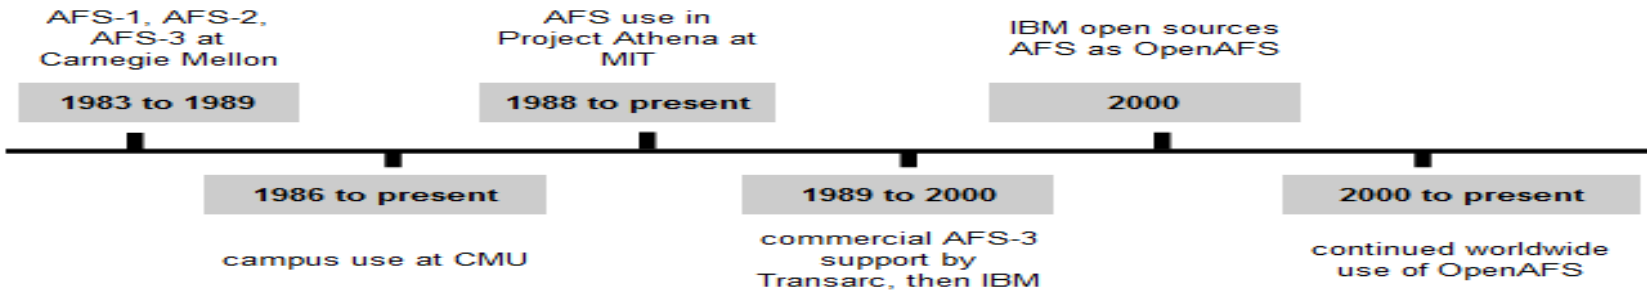 AFS-1, AFS-2,
AFS-3 at
Carnegie Mellon
1983 to 1989
1986 to present
campus use at CMU
AFS use in
Project Athena at
MIT
1988 to present
1989 to 2000
commercial AFS-3
support by
Transarc, then IBM
IBM open sources
AFS as OpenAFS
2000
2000 to present
continued worldwide
use of OpenAFS